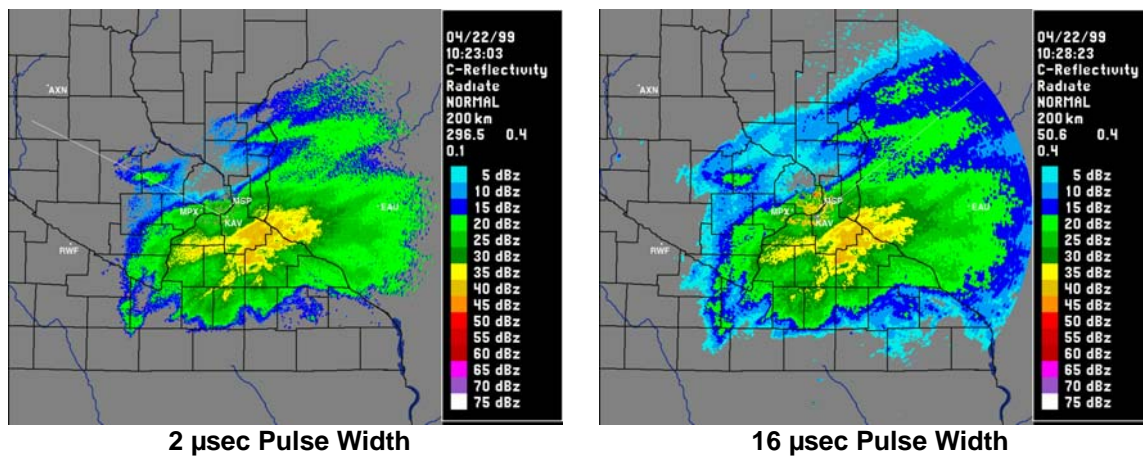 04/22/99
10:23:03
C-Reflectivity
Radiate
NORMAL
200 km
296.5 0.4
0.1
5 dBz
10 dBz
15 dBz
20 dBz
25 dBz
30 dBz
35 dBz
40 dBz
45 dBz
50 dBz
55 dBz
60 dBz
65 dBz
70 dBz
75 dBz
AXN
MSP
MPX
KAV
EAU
RWF
2 µsec Pulse Width
04/22/99
10:28:23
C-Reflectivity
Radiate
NORMAL
200 km
50.6 0.4
0.4
5 dBz
10 dBz
15 dBz
20 dBz
25 dBz
30 dBz
35 dBz
40 dBz
45 dBz
50 dBz
55 dBz
60 dBz
65 dBz
70 dBz
75 dBz
AXN
MSP
MPX
KAV
EAU
RWF
16 µsec Pulse Width